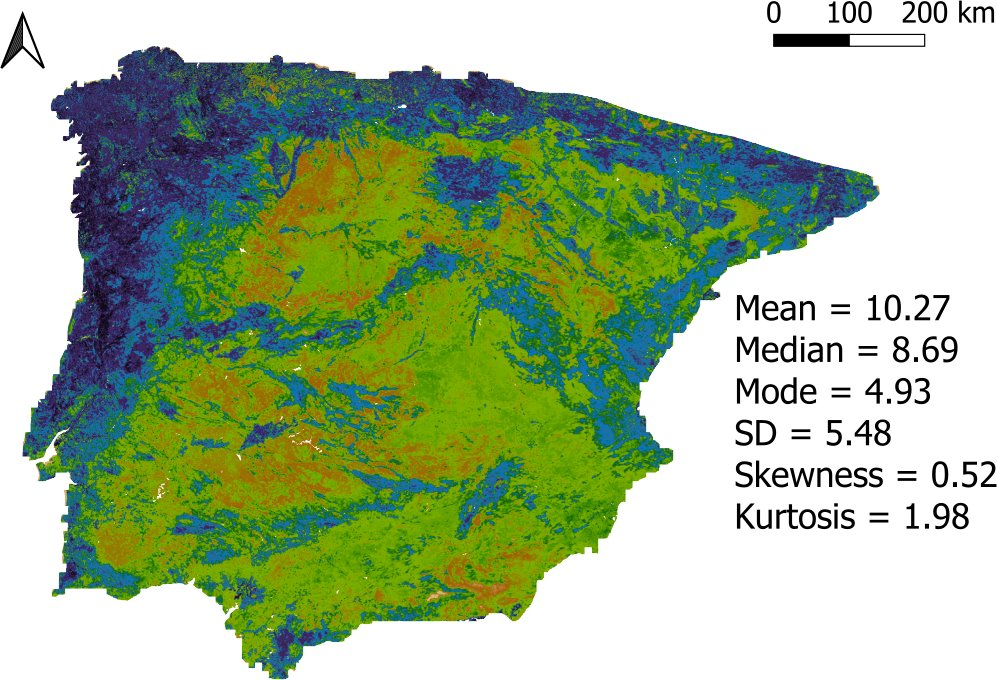 0 100 200 km
Mean = 10.27
Median = 8.69
Mode = 4.93
SD = 5.48
Skewness = 0.52
Kurtosis = 1.98